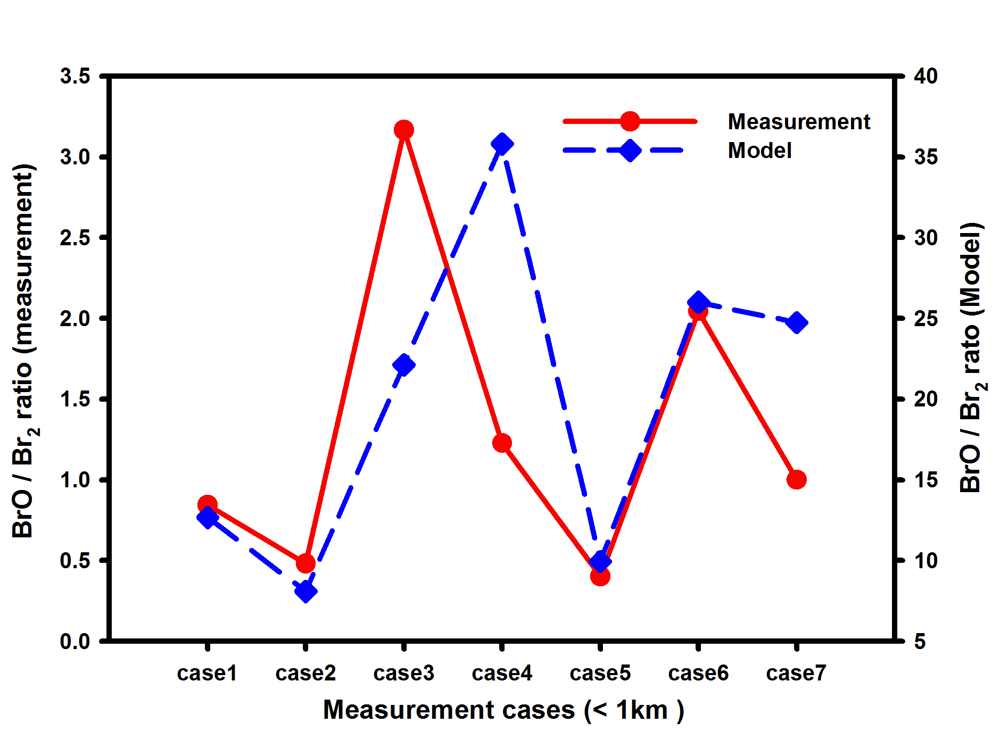 3.5
3.0
2.5
2.0
1.5
1.0
0.5
0.0
BrO / Br2 ratio (measurement)
40
35
30
25
20
15
10
5
BrO / Br2 rato (Model)
Measurement
Model
case1 case2 case3 case4 case5 case6 case7
Measurement cases (< 1km )